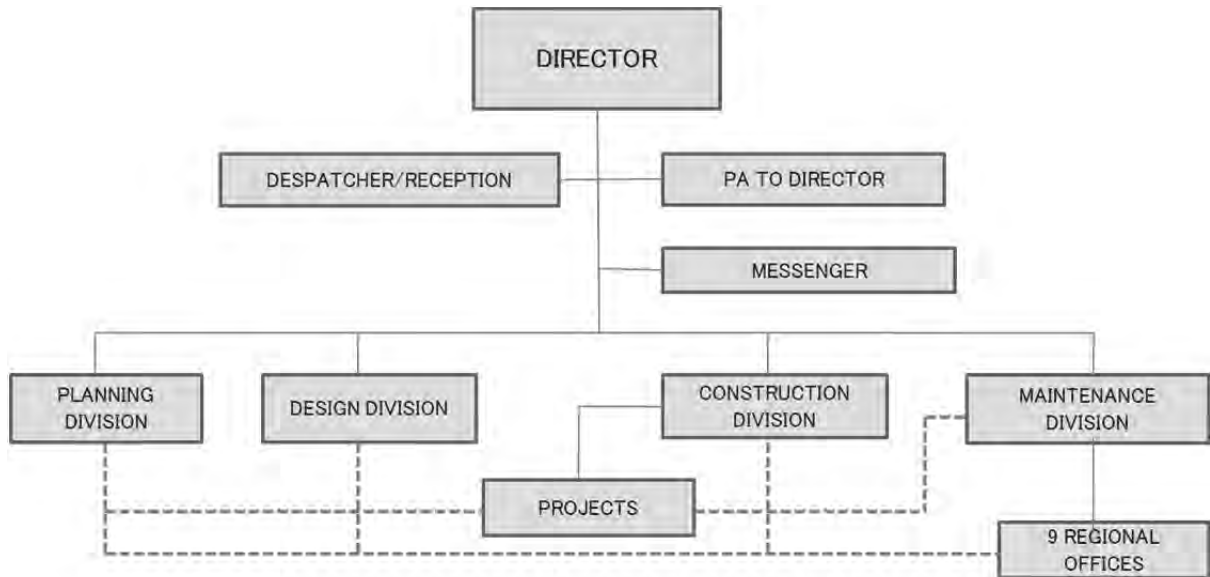 DIRECTOR
DESPATCHER/RECEPTION
PA TO DIRECTOR
MESSENGER
PLANNING
DIVISION
DESIGN DIVISION
CONSTRUCTION
DIVISION
MAINTENANCE
DIVISION
PROJECTS
9 REGIONAL
OFFICES